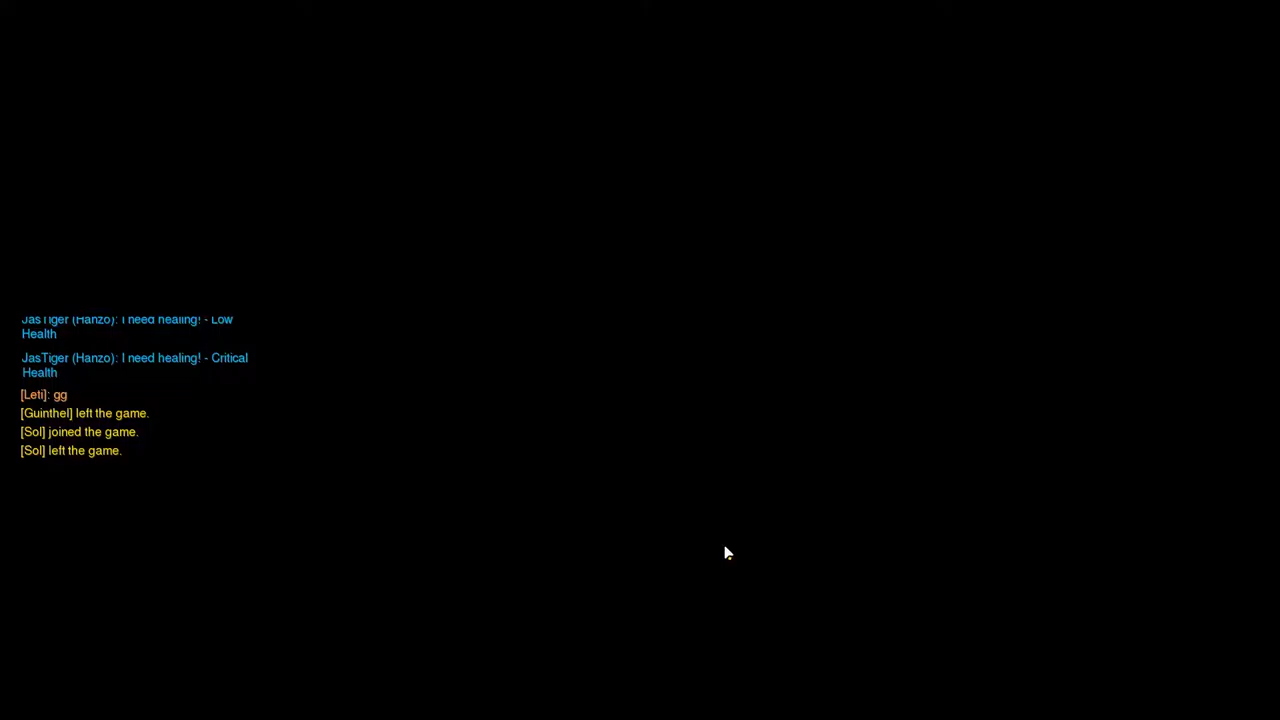 JasTiger (Hanzo): I need healing! - Low
Health
JasTiger (Hanzo): I need healing! - Critical
Health
[Leti]: gg
[Guinthel] left the game.
[Sol] joined the game.
[Sol] left the game.